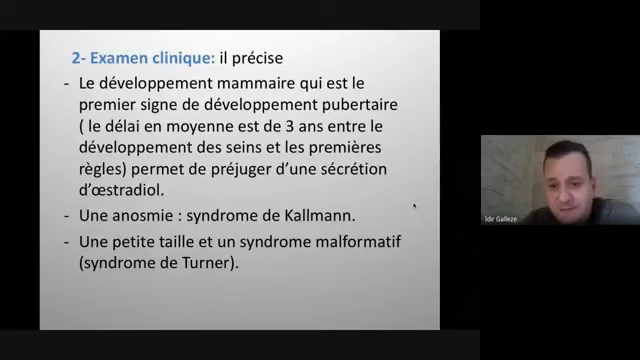 2- Examen clinique: il précise
- Le développement mammaire qui est le
premier signe de développement pubertaire
( le délai en moyenne est de 3 ans entre le
développement des seins et les premières
règles) permet de préjuger d'une sécrétion
d'œstradiol.
- Une anosmie : syndrome de Kallmann.
- Une petite taille et un syndrome malformatif
(syndrome de Turner).
Idir Galleze